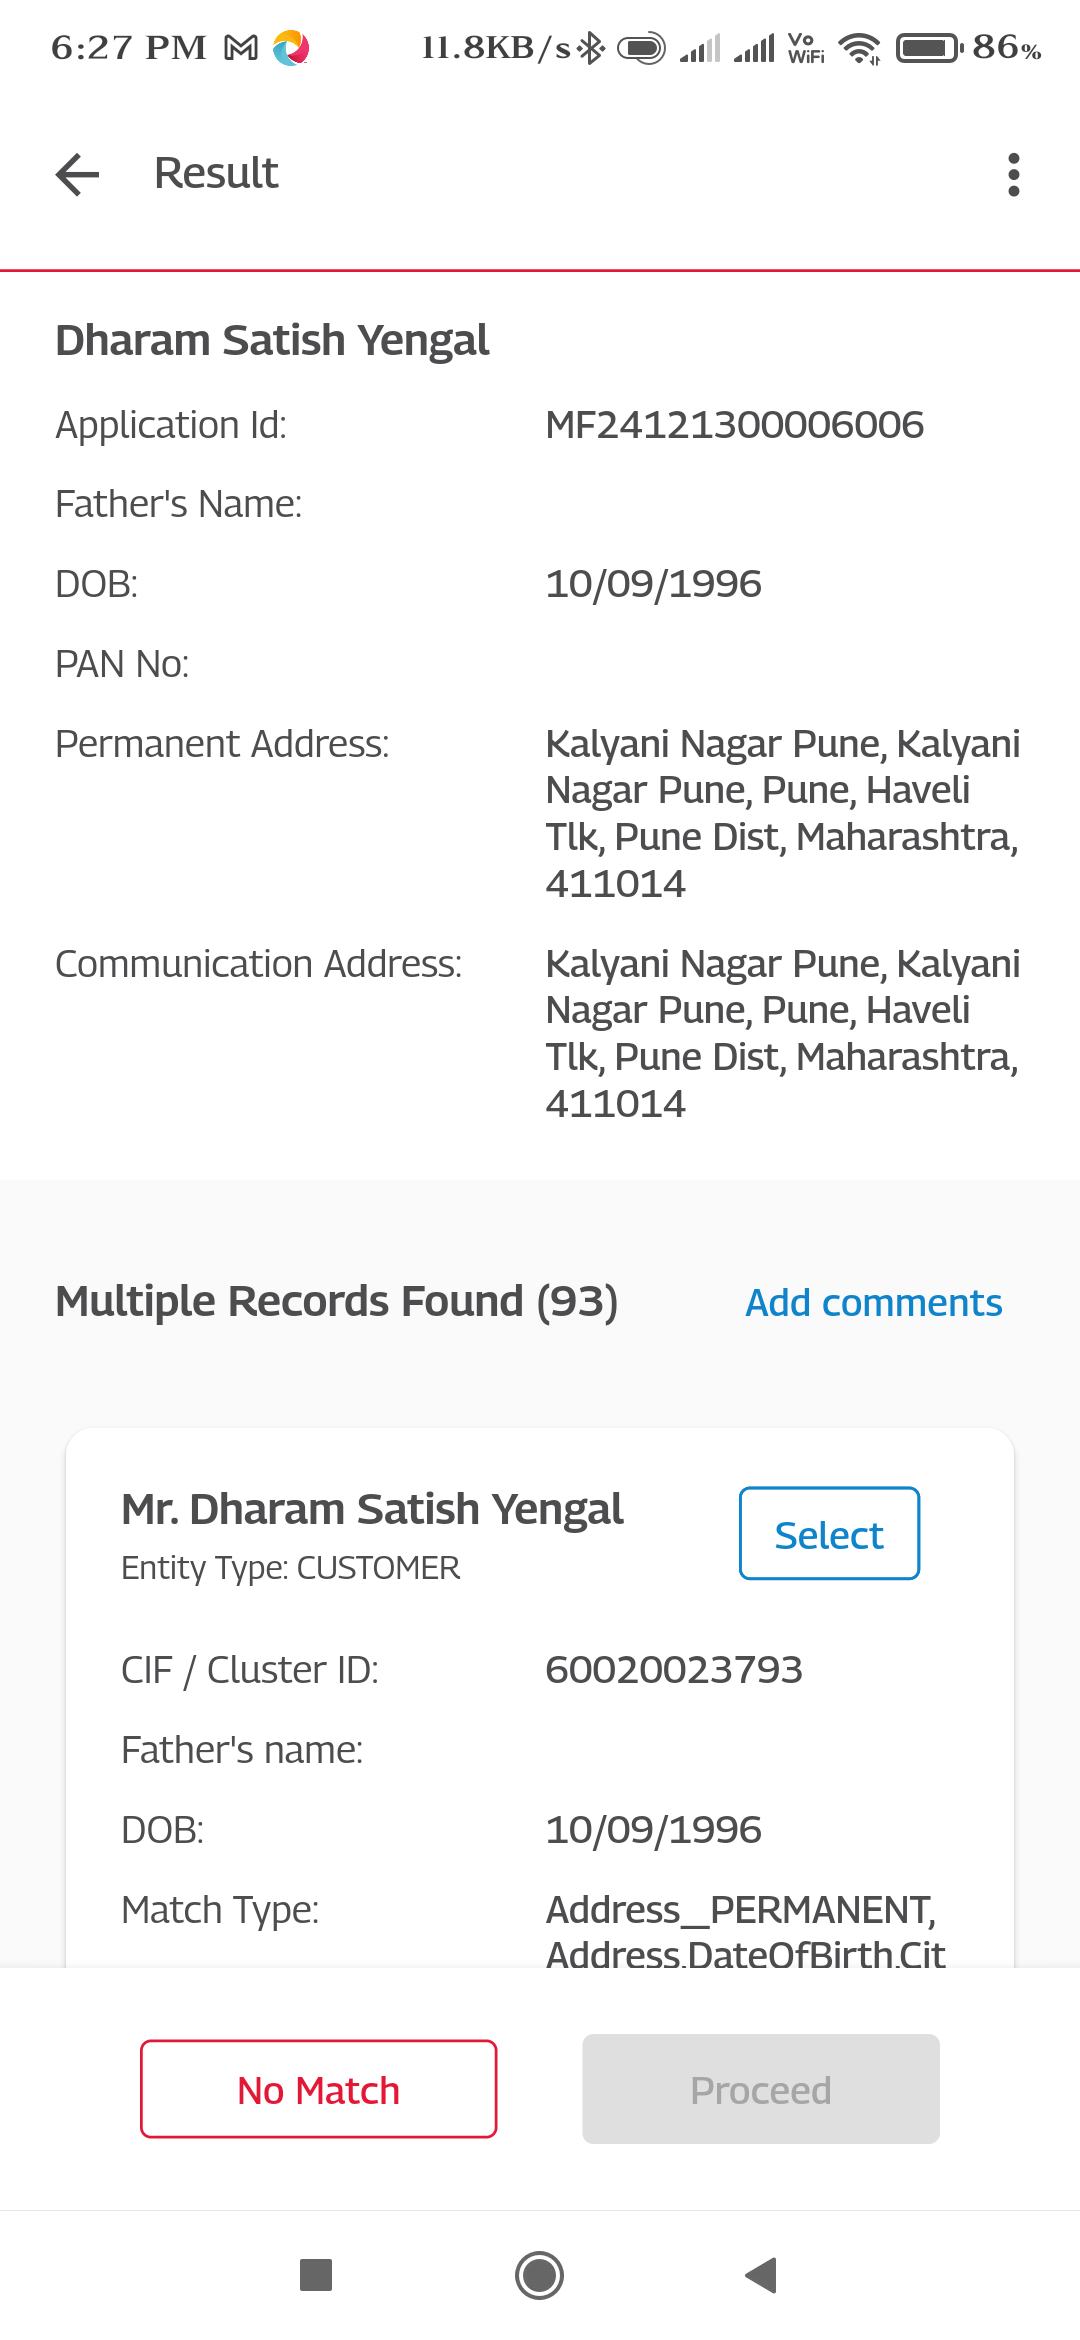 6:27 PM 11.8KB/s Vo WiFi 86%
Result
Dharam Satish Yengal
Application Id: MF24121300006006
Father's Name:
DOB: 10/09/1996
PAN No:
Permanent Address: Kalyani Nagar Pune, Kalyani
Nagar Pune, Pune, Haveli
Tlk, Pune Dist, Maharashtra,
411014
Communication Address: Kalyani Nagar Pune, Kalyani
Nagar Pune, Pune, Haveli
Tlk, Pune Dist, Maharashtra,
411014
Multiple Records Found (93) Add comments
Mr. Dharam Satish Yengal Select
Entity Type: CUSTOMER
CIF / Cluster ID: 60020023793
Father's name:
DOB: 10/09/1996
Match Type: Address_PERMANENT,
Address,DateOfBirth,Cit
No Match Proceed